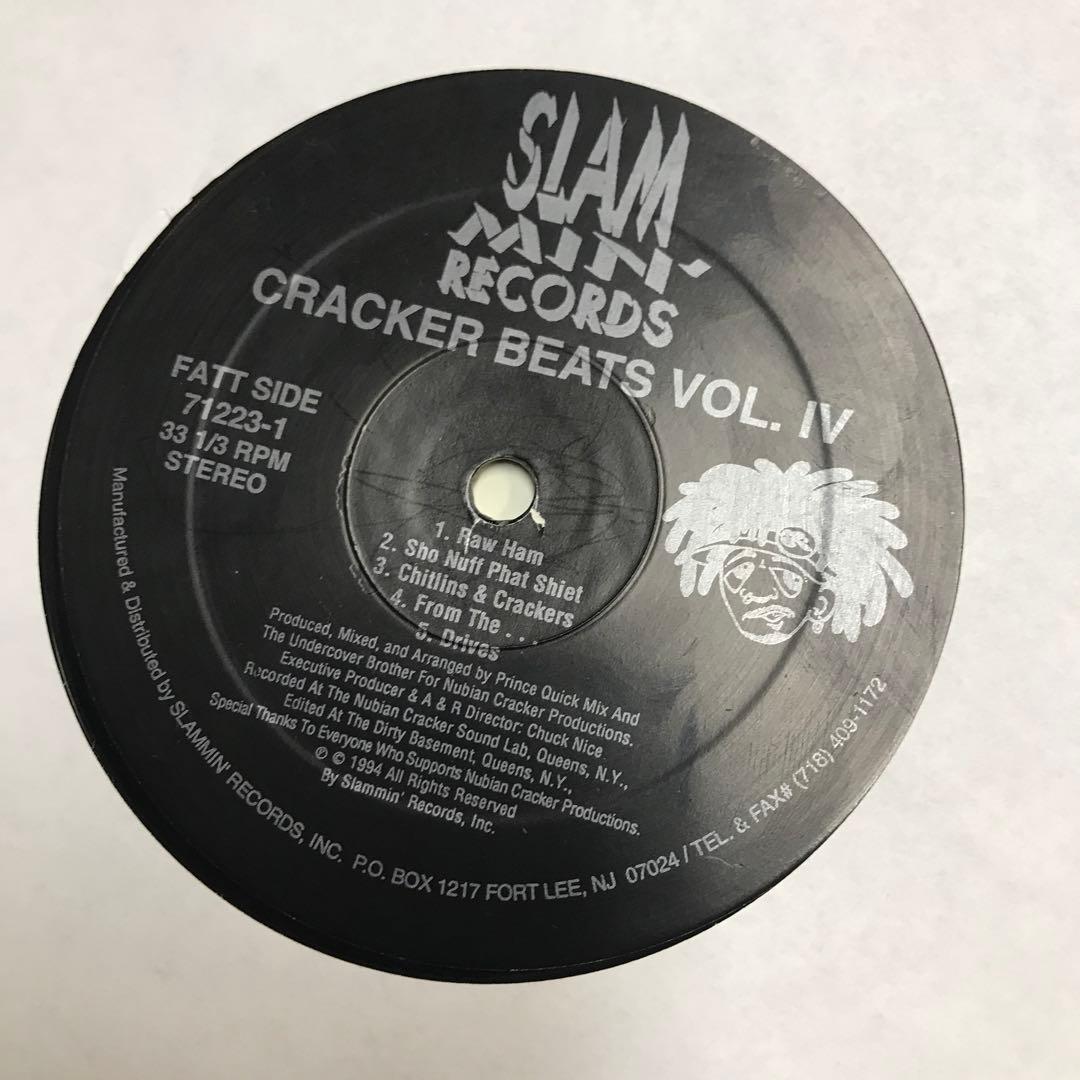 SLAM
MIN'
RECORDS
CRACKER BEATS VOL. IV
FATT SIDE
71223-1
33 1/3 RPM
STEREO
1. Raw Ham
2. Sho Nuff Phat Shiet
3. Chitlins & Crackers
4. From The . . .
5. Drives
Produced, Mixed, and Arranged by Prince Quick Mix And
The Undercover Brother For Nubian Cracker Productions.
Executive Producer & A & R Director: Chuck Nice
Recorded At The Nubian Cracker Sound Lab, Queens, N.Y.,
Edited At The Dirty Basement, Queens, N.Y.,
Special Thanks To Everyone Who Supports Nubian Cracker Productions.
℗ © 1994 All Rights Reserved
By Slammin' Records, Inc.
Manufactured & Distributed by SLAMMIN' RECORDS, INC. P.O. BOX 1217 FORT LEE, NJ 07024 / TEL. & FAX# (718) 409-1172